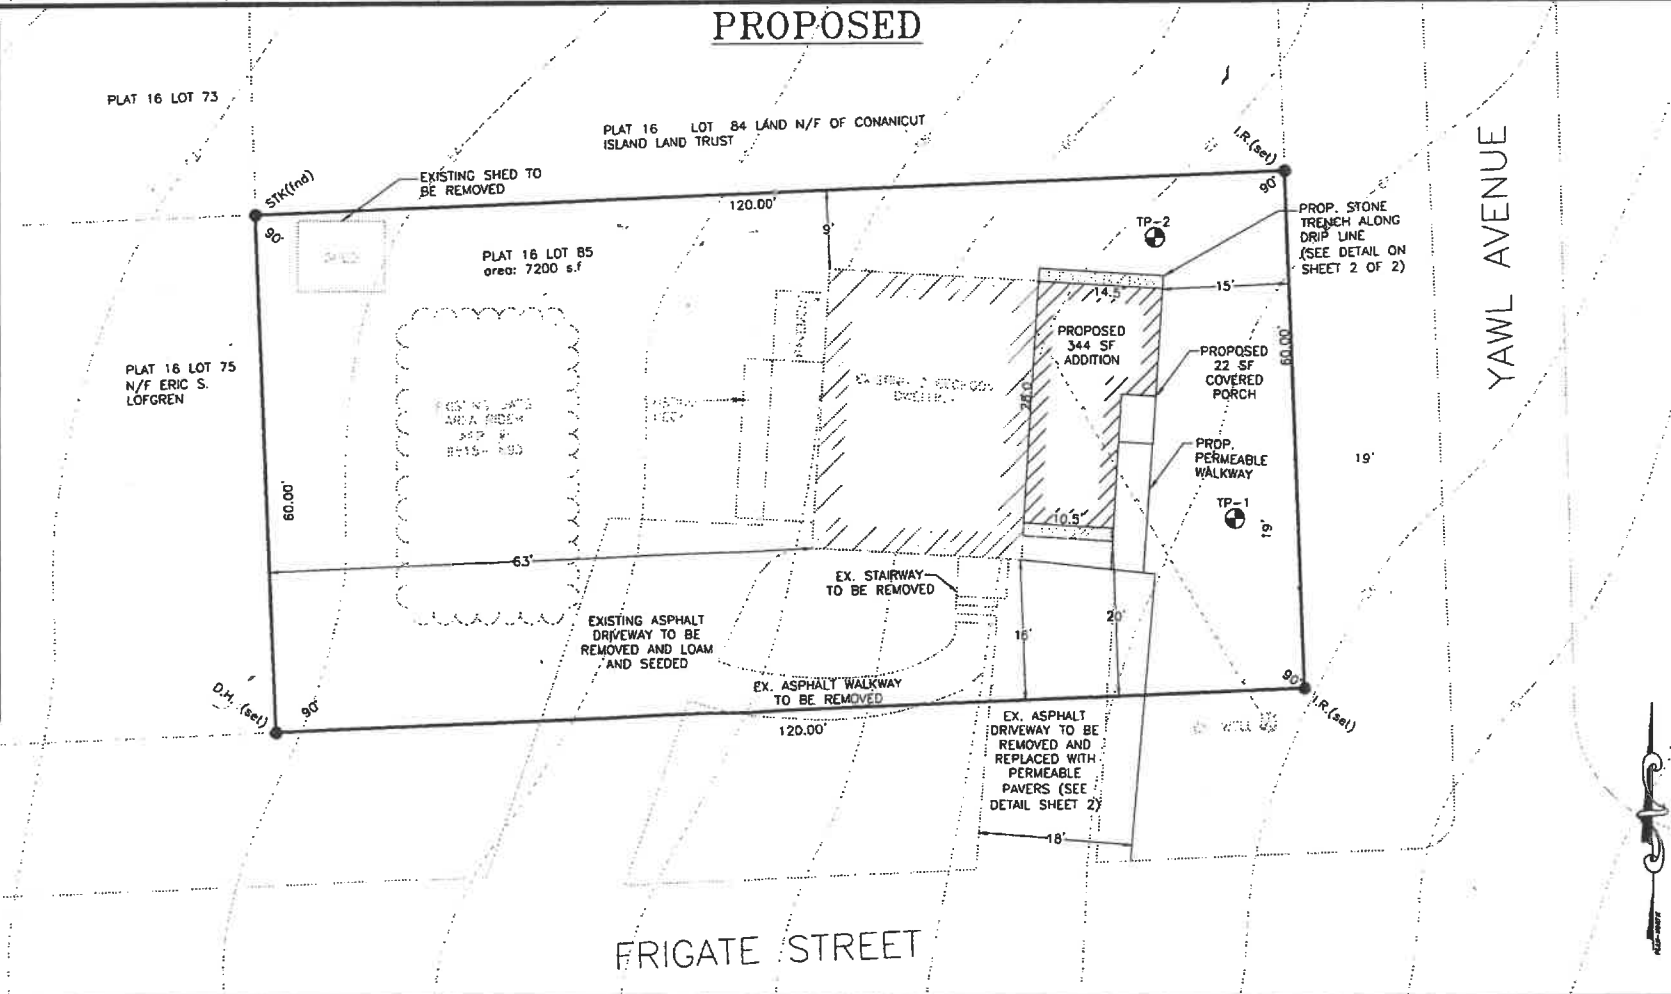 PROPOSED
PLAT 16 LOT 73
PLAT 16 LOT 84 LAND N/F OF CONANICUT
ISLAND LAND TRUST
I.R.(set)
YAWL AVENUE
STK(fnd)
EXISTING SHED TO
BE REMOVED
120.00'
90°
90°
TP-2
PROP. STONE
TRENCH ALONG
DRIP LINE
(SEE DETAIL ON
SHEET 2 OF 2)
9'
SHED
PLAT 16 LOT 85
area: 7200 s.f
14.5'
15'
PROPOSED
344 SF
ADDITION
PROPOSED
22 SF
COVERED
PORCH
60.00'
PLAT 16 LOT 75
N/F ERIC S.
LOFGREN
28.0
PROP.
PERMEABLE
WALKWAY
19'
60.00'
TP-1
19'
10.5'
63'
EX. STAIRWAY
TO BE REMOVED
20'
16'
EXISTING ASPHALT
DRIVEWAY TO BE
REMOVED AND LOAM
AND SEEDED
EX. ASPHALT WALKWAY
TO BE REMOVED
90°
90°
D.H. (set)
I.R.(set)
120.00'
EX. ASPHALT
DRIVEWAY TO BE
REMOVED AND
REPLACED WITH
PERMEABLE
PAVERS (SEE
DETAIL SHEET 2)
WELL
18'
FRIGATE STREET